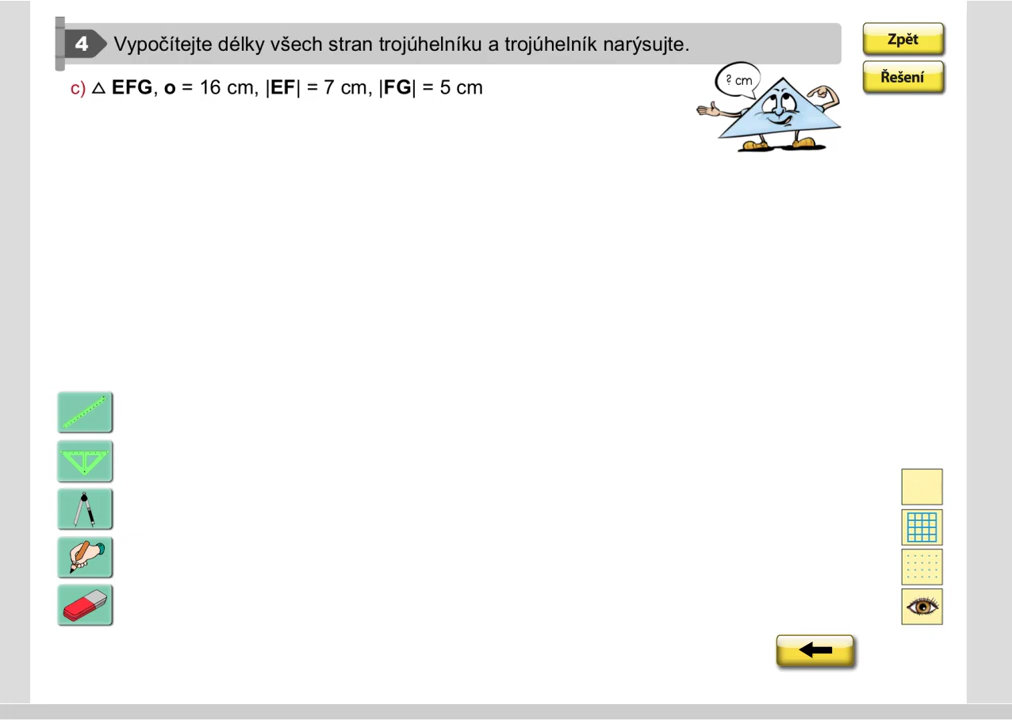 4 Vypočítejte délky všech stran trojúhelníku a trojúhelník narýsujte.
Zpět
Řešení
c) △ EFG, o = 16 cm, |EF| = 7 cm, |FG| = 5 cm
? cm